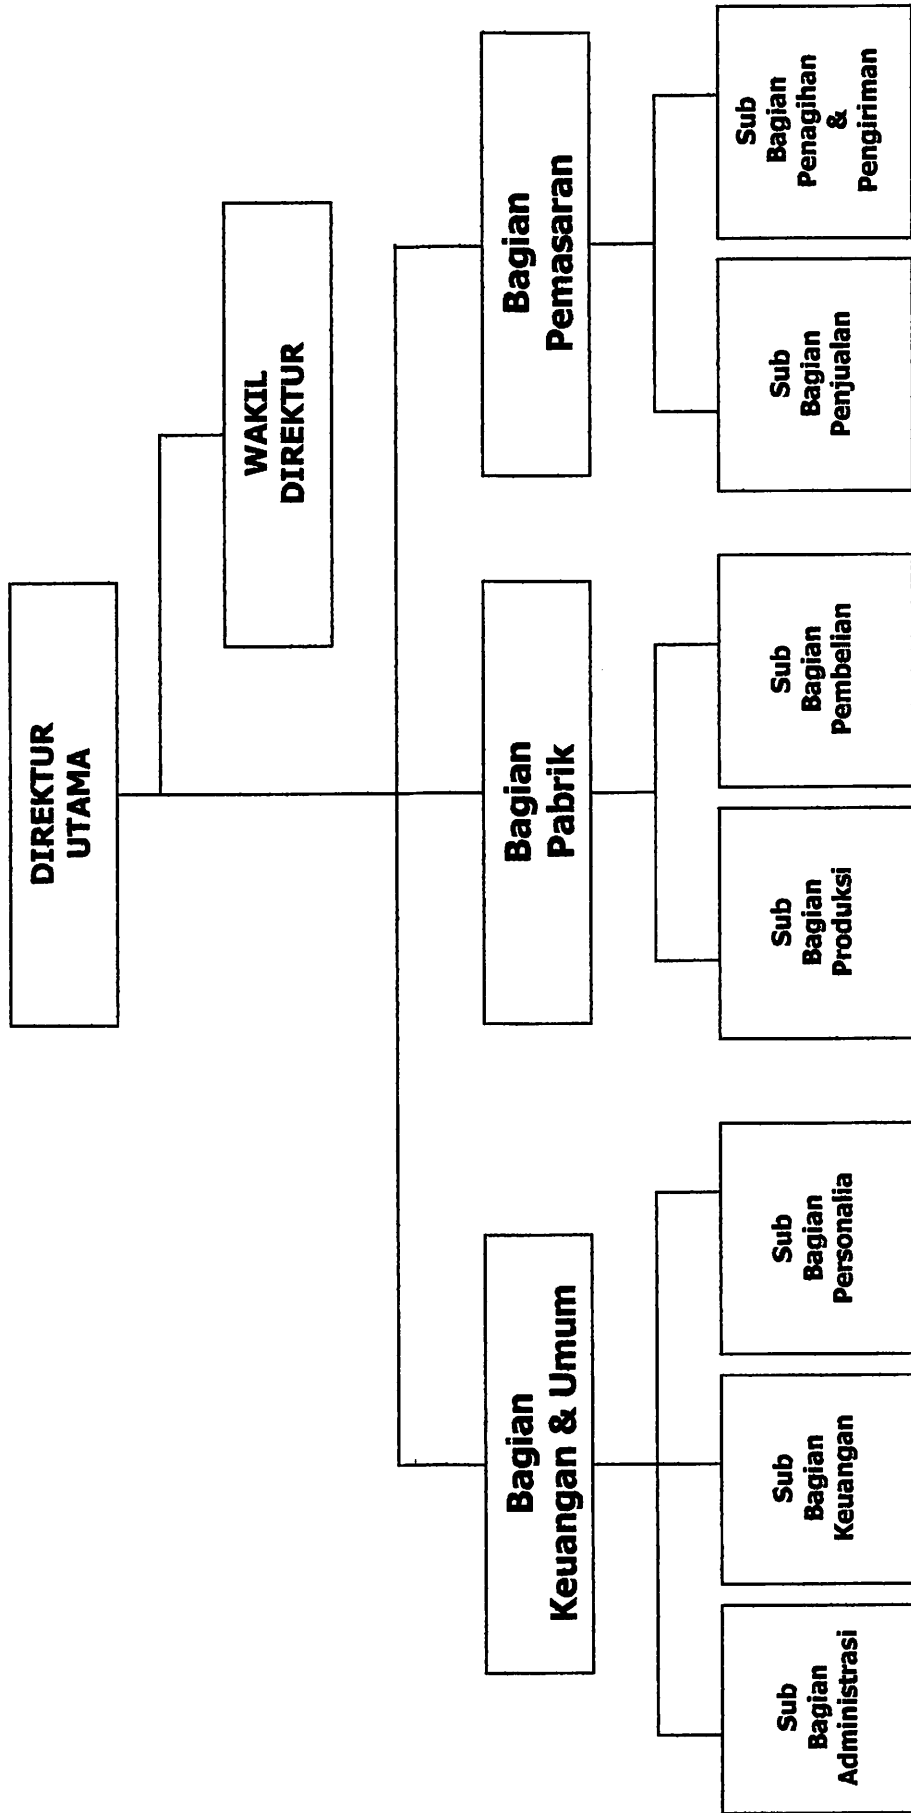 DIREKTUR
UTAMA
WAKIL
DIREKTUR
Bagian
Keuangan & Umum
Bagian
Pabrik
Bagian
Pemasaran
Sub
Bagian
Administrasi
Sub
Bagian
Keuangan
Sub
Bagian
Personalia
Sub
Bagian
Produksi
Sub
Bagian
Pembelian
Sub
Bagian
Penjualan
Sub
Bagian
Penagihan
&
Pengiriman